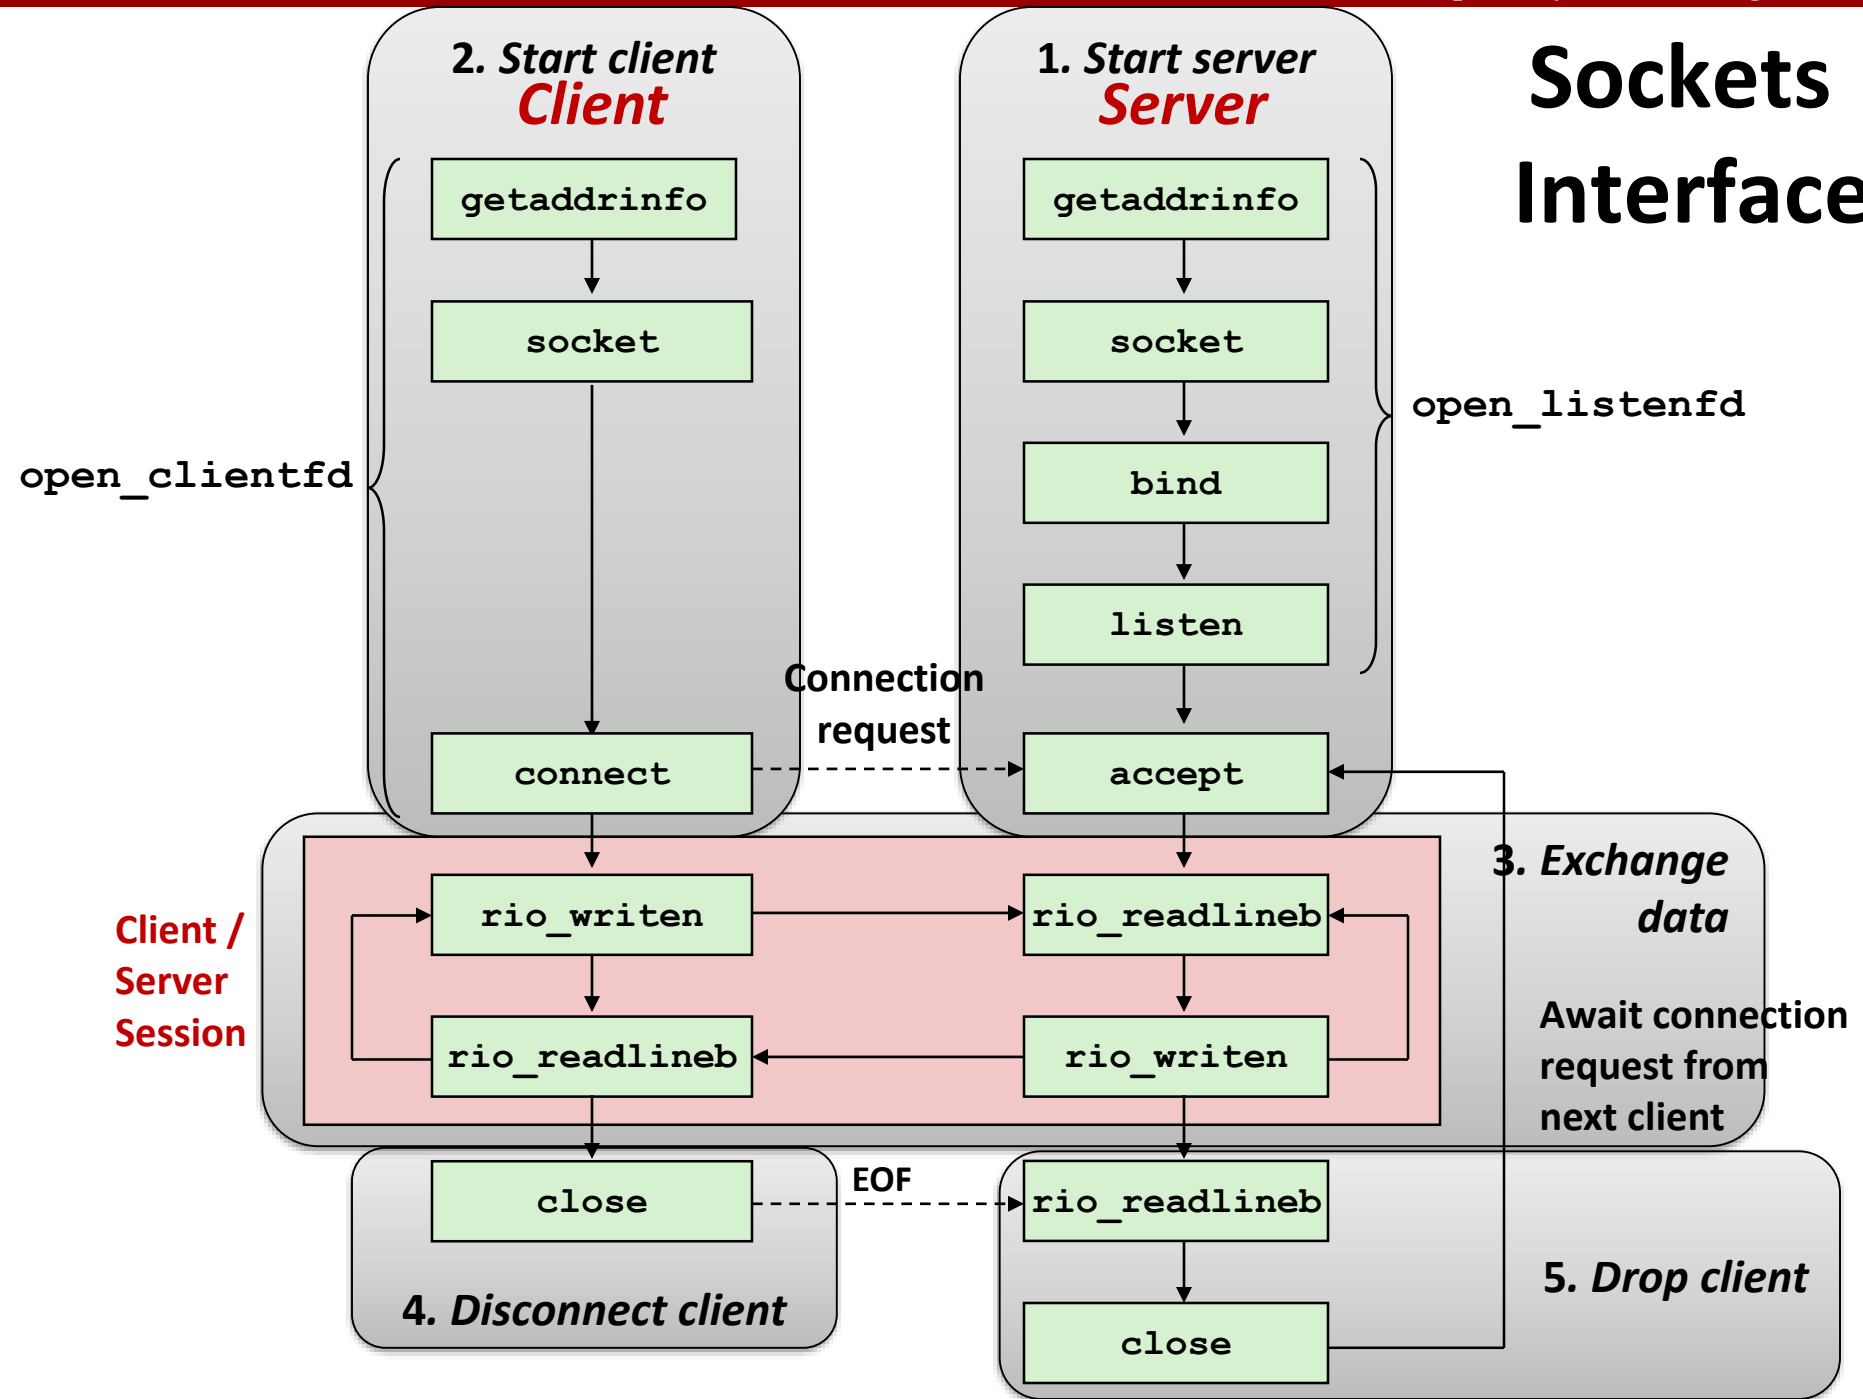 Sockets
Interface
2. Start client
Client
1. Start server
Server
getaddrinfo
getaddrinfo
socket
socket
open_listenfd
open_clientfd
bind
listen
Connection
request
connect
accept
3. Exchange
data
Client /
Server
Session
rio_writen
rio_readlineb
Await connection
request from
next client
rio_readlineb
rio_writen
close
EOF
rio_readlineb
4. Disconnect client
5. Drop client
close